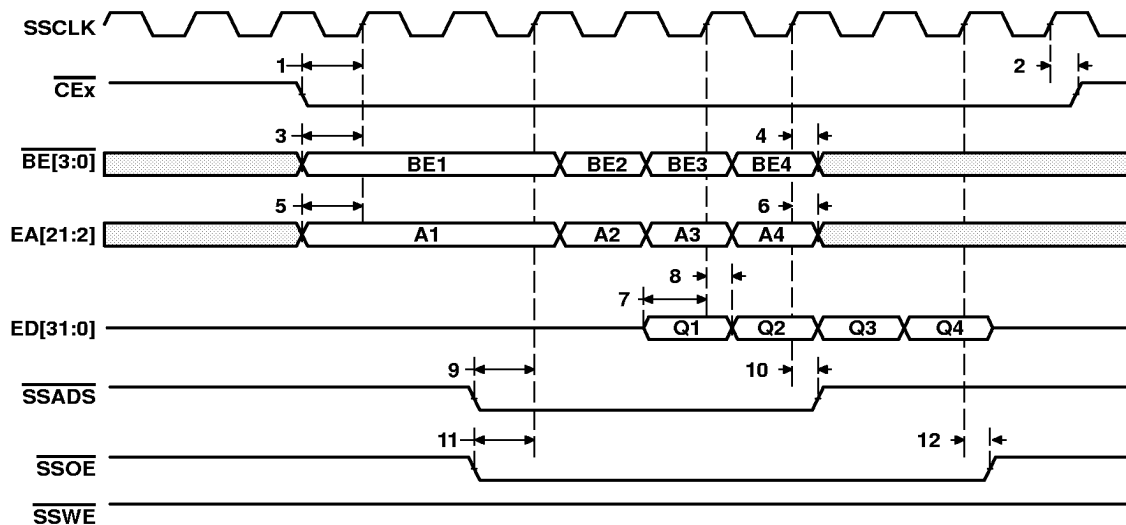 SSCLK
1
2
CEx
3
4
BE[3:0]
BE1 BE2 BE3 BE4
5
6
EA[21:2]
A1 A2 A3 A4
8
7
ED[31:0]
Q1 Q2 Q3 Q4
9
10
SSADS
11
12
SSOE
SSWE